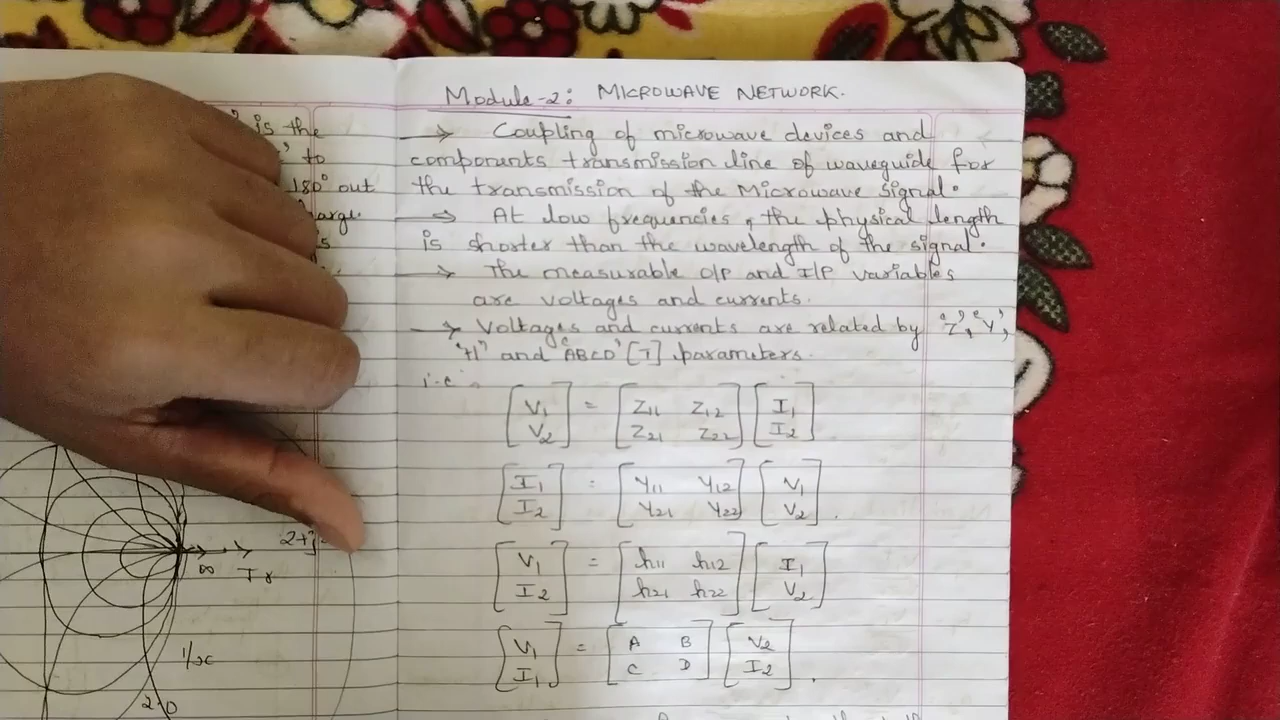 is the
to
180° out
arge
is
2+j
∞
Tr
1/x
Module-2: MICROWAVE NETWORK.
→ Coupling of microwave devices and
components transmission line of waveguide for
the transmission of the Microwave signal.
→ At low frequencies, the physical length
is shorter than the wavelength of the signal.
→ The measurable O/P and I/P variables
are voltages and currents.
→ Voltages and currents are related by 'Z', 'Y',
'H' and 'ABCD' [T] parameters.
i.e.
[V1 V2] = [Z11 Z12 Z21 Z22] [I1 I2]
[I1 I2] = [Y11 Y12 Y21 Y22] [V1 V2].
[V1 I2] = [h11 h12 h21 h22] [I1 V2]
[V1 I1] = [A B C D] [V2 I2].